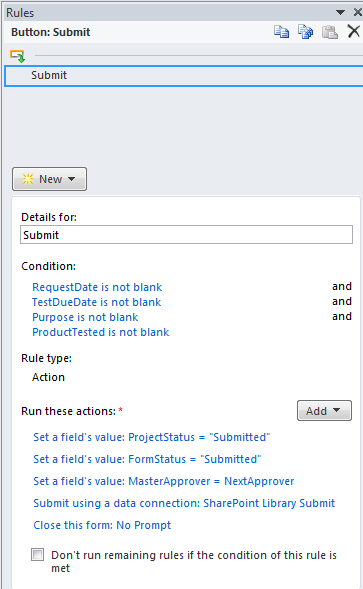 Rules
Button: Submit
Submit
New
Details for:
Submit
Condition:
RequestDate is not blank and
TestDueDate is not blank and
Purpose is not blank and
ProductTested is not blank
Rule type:
Action
Run these actions: *
Add
Set a field's value: ProjectStatus = "Submitted"
Set a field's value: FormStatus = "Submitted"
Set a field's value: MasterApprover = NextApprover
Submit using a data connection: SharePoint Library Submit
Close this form: No Prompt
Don't run remaining rules if the condition of this rule is
met